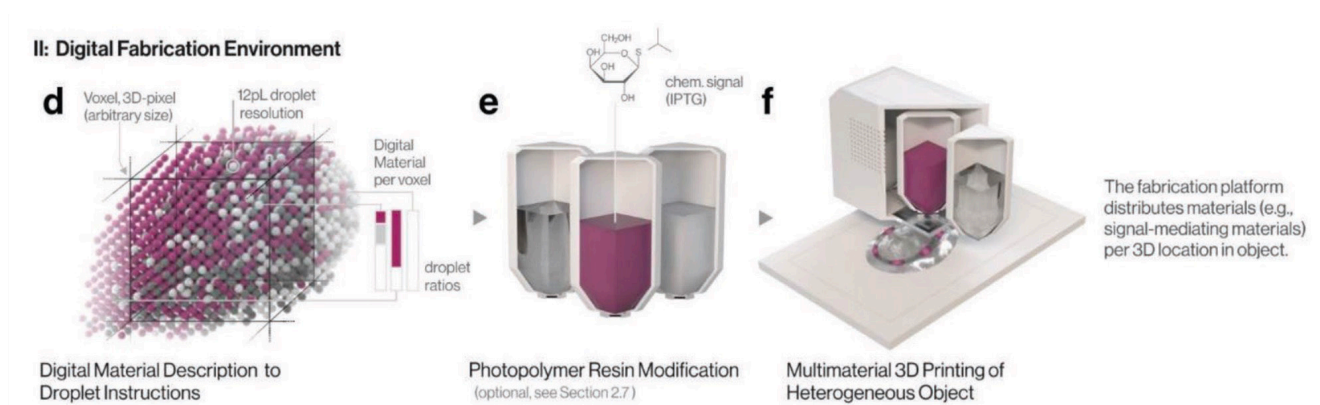 II: Digital Fabrication Environment
d
Voxel, 3D-pixel
(arbitrary size)
12pL droplet
resolution
Digital
Material
per voxel
droplet
ratios
Digital Material Description to
Droplet Instructions
e
CH₂OH
OH
O
S
OH
OH
chem. signal
(IPTG)
Photopolymer Resin Modification
(optional, see Section 2.7)
f
Multimaterial 3D Printing of
Heterogeneous Object
The fabrication platform
distributes materials (e.g.,
signal-mediating materials)
per 3D location in object.